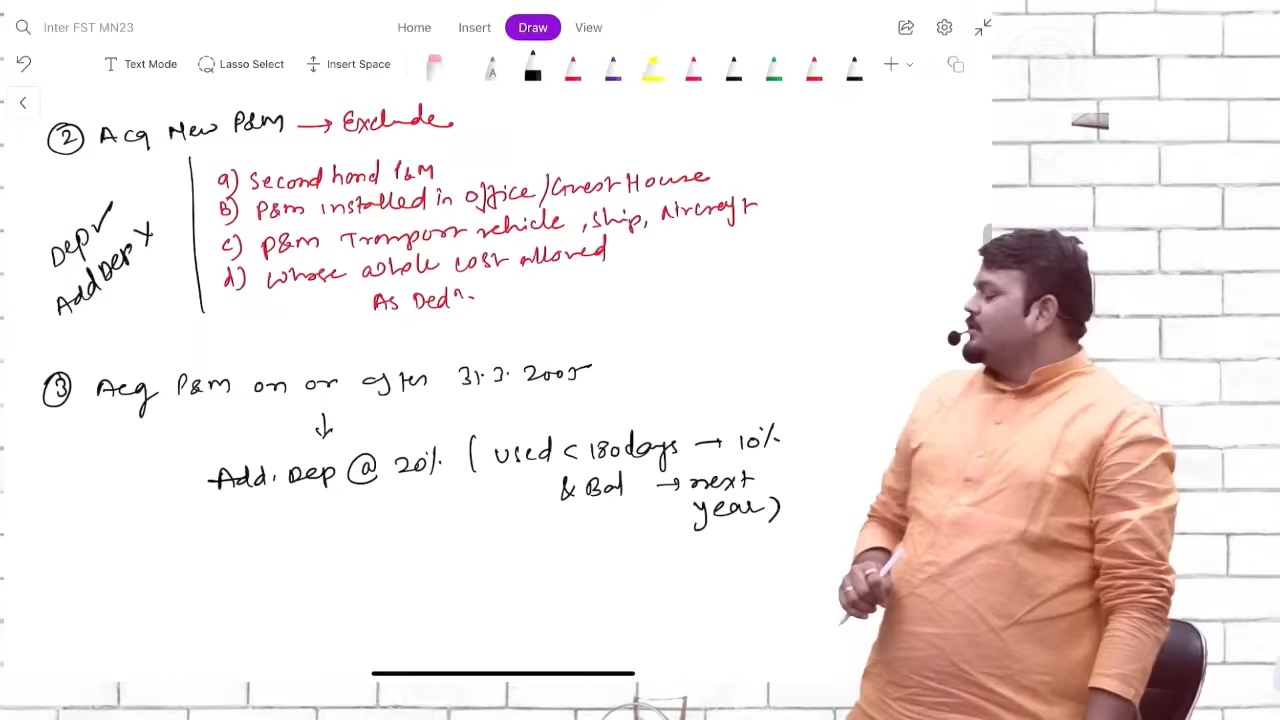 Inter FST MN23
Home Insert Draw View
Text Mode Lasso Select Insert Space
② Acq New P&M → Exclude
a) Second hand P&M
b) P&M installed in office/Guest House
c) P&M Transport vehicle, Ship, Aircraft
d) Whose whole cost allowed
As Dedⁿ.
Dep ✓
Add Dep X
③ Acq P&M on or after 31.3.2005
↓
Add. Dep @ 20% ( used < 180 days → 10%
& Bal → next
year)